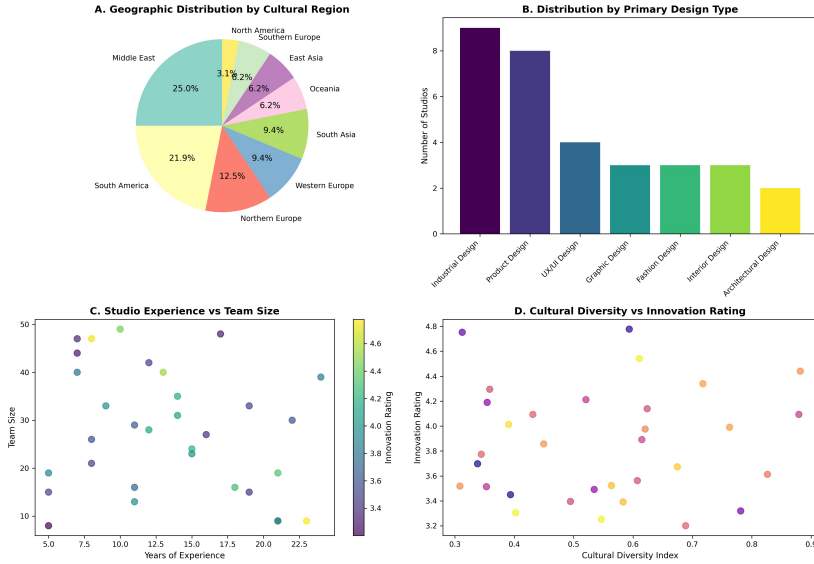 A. Geographic Distribution by Cultural Region
North America
Southern Europe
East Asia
Oceania
South Asia
Western Europe
Northern Europe
South America
Middle East
3.1%
6.2%
6.2%
6.2%
9.4%
9.4%
12.5%
21.9%
25.0%
B. Distribution by Primary Design Type
Number of Studios
8
6
4
2
0
Industrial Design
Product Design
UX/UI Design
Graphic Design
Fashion Design
Interior Design
Architectural Design
C. Studio Experience vs Team Size
Team Size
50
40
30
20
10
5.0 7.5 10.0 12.5 15.0 17.5 20.0 22.5
Years of Experience
4.6
4.4
4.2
4.0
3.8
3.6
3.4
Innovation Rating
D. Cultural Diversity vs Innovation Rating
Innovation Rating
4.8
4.6
4.4
4.2
4.0
3.8
3.6
3.4
3.2
0.3 0.4 0.5 0.6 0.7 0.8 0.9
Cultural Diversity Index